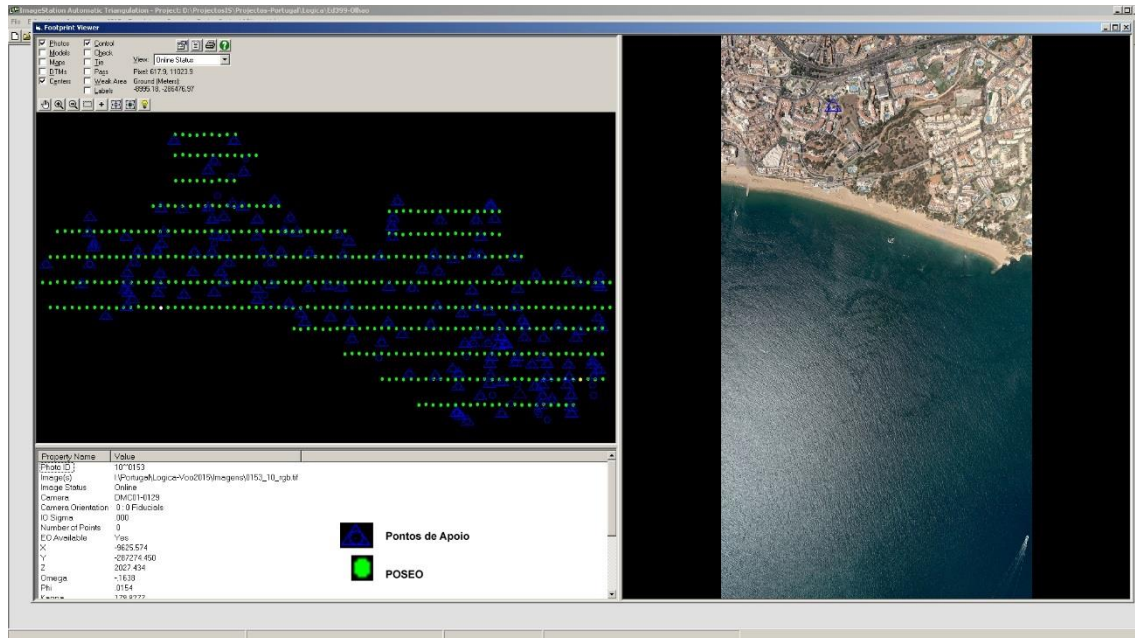 ImageStation Automatic Triangulation - Project: D:\ProjectosIS\Projectos-Portugal\Logica\Ed399-Olhao
Footprint Viewer
Photos Control
Models Check
Maps Tie View: Online Status
DTMs Pass Pixel: 617.9, 11023.9
Centers Weak Area Ground (Meters):
Labels -8995.18, -286476.97
Property Name Value
Photo ID 10""0153
Image(s) I:\Portugal\Logica-Voo2015\Imagens\0153_10_rgb.tif
Image Status Online
Camera DMC01-0129
Camera Orientation 0 : 0 Fiducials
IO Sigma .000
Number of Points 0
EO Available Yes
X -9625.574
Y -287274.450
Z 2027.434
Omega -.1638
Phi .0154
Kappa
Pontos de Apoio
POSEO